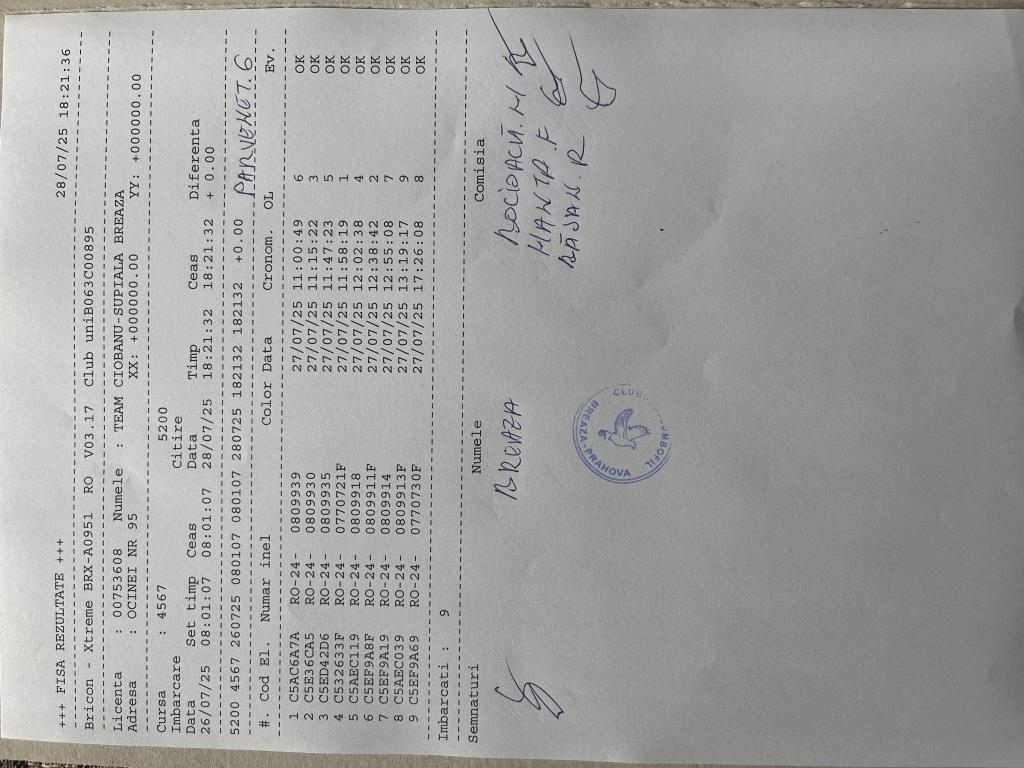 +++ FISA REZULTATE +++ 28/07/25 18:21:36
Bricon - Xtreme BRX-A0951 RO V03.17 Club uniB063C00895
Licenta : 00753608 Numele : TEAM CIOBANU-SUPIALA BREAZA
Adresa : OCINEI NR 95 XX: +000000.00 YY: +000000.00
Cursa : 4567 5200
Imbarcare Citire
Data Set timp Ceas Data Timp Ceas Diferenta
26/07/25 08:01:07 08:01:07 28/07/25 18:21:32 18:21:32 + 0.00
5200 4567 260725 080107 080107 280725 182132 182132 +0.00 PARVENET. 6
#. Cod El. Numar inel Color Data Cronom. OL Ev.
1 C5AC6A7A RO-24- 0809939 27/07/25 11:00:49 6 OK
2 C5E36CA5 RO-24- 0809930 27/07/25 11:15:22 3 OK
3 C5ED42D6 RO-24- 0809935 27/07/25 11:47:23 5 OK
4 C532633F RO-24- 0770721F 27/07/25 11:58:19 1 OK
5 C5AEC119 RO-24- 0809918 27/07/25 12:02:38 4 OK
6 C5EF9A8F RO-24- 0809911F 27/07/25 12:38:42 2 OK
7 C5EF9A19 RO-24- 0809914 27/07/25 12:55:08 7 OK
8 C5AEC039 RO-24- 0809913F 27/07/25 13:19:17 9 OK
9 C5EF9A69 RO-24- 0770730F 27/07/25 17:26:08 8 OK
Imbarcati : 9
Semnaturi Numele Comisia
BREAZA
BREAZA-PRAHOVA